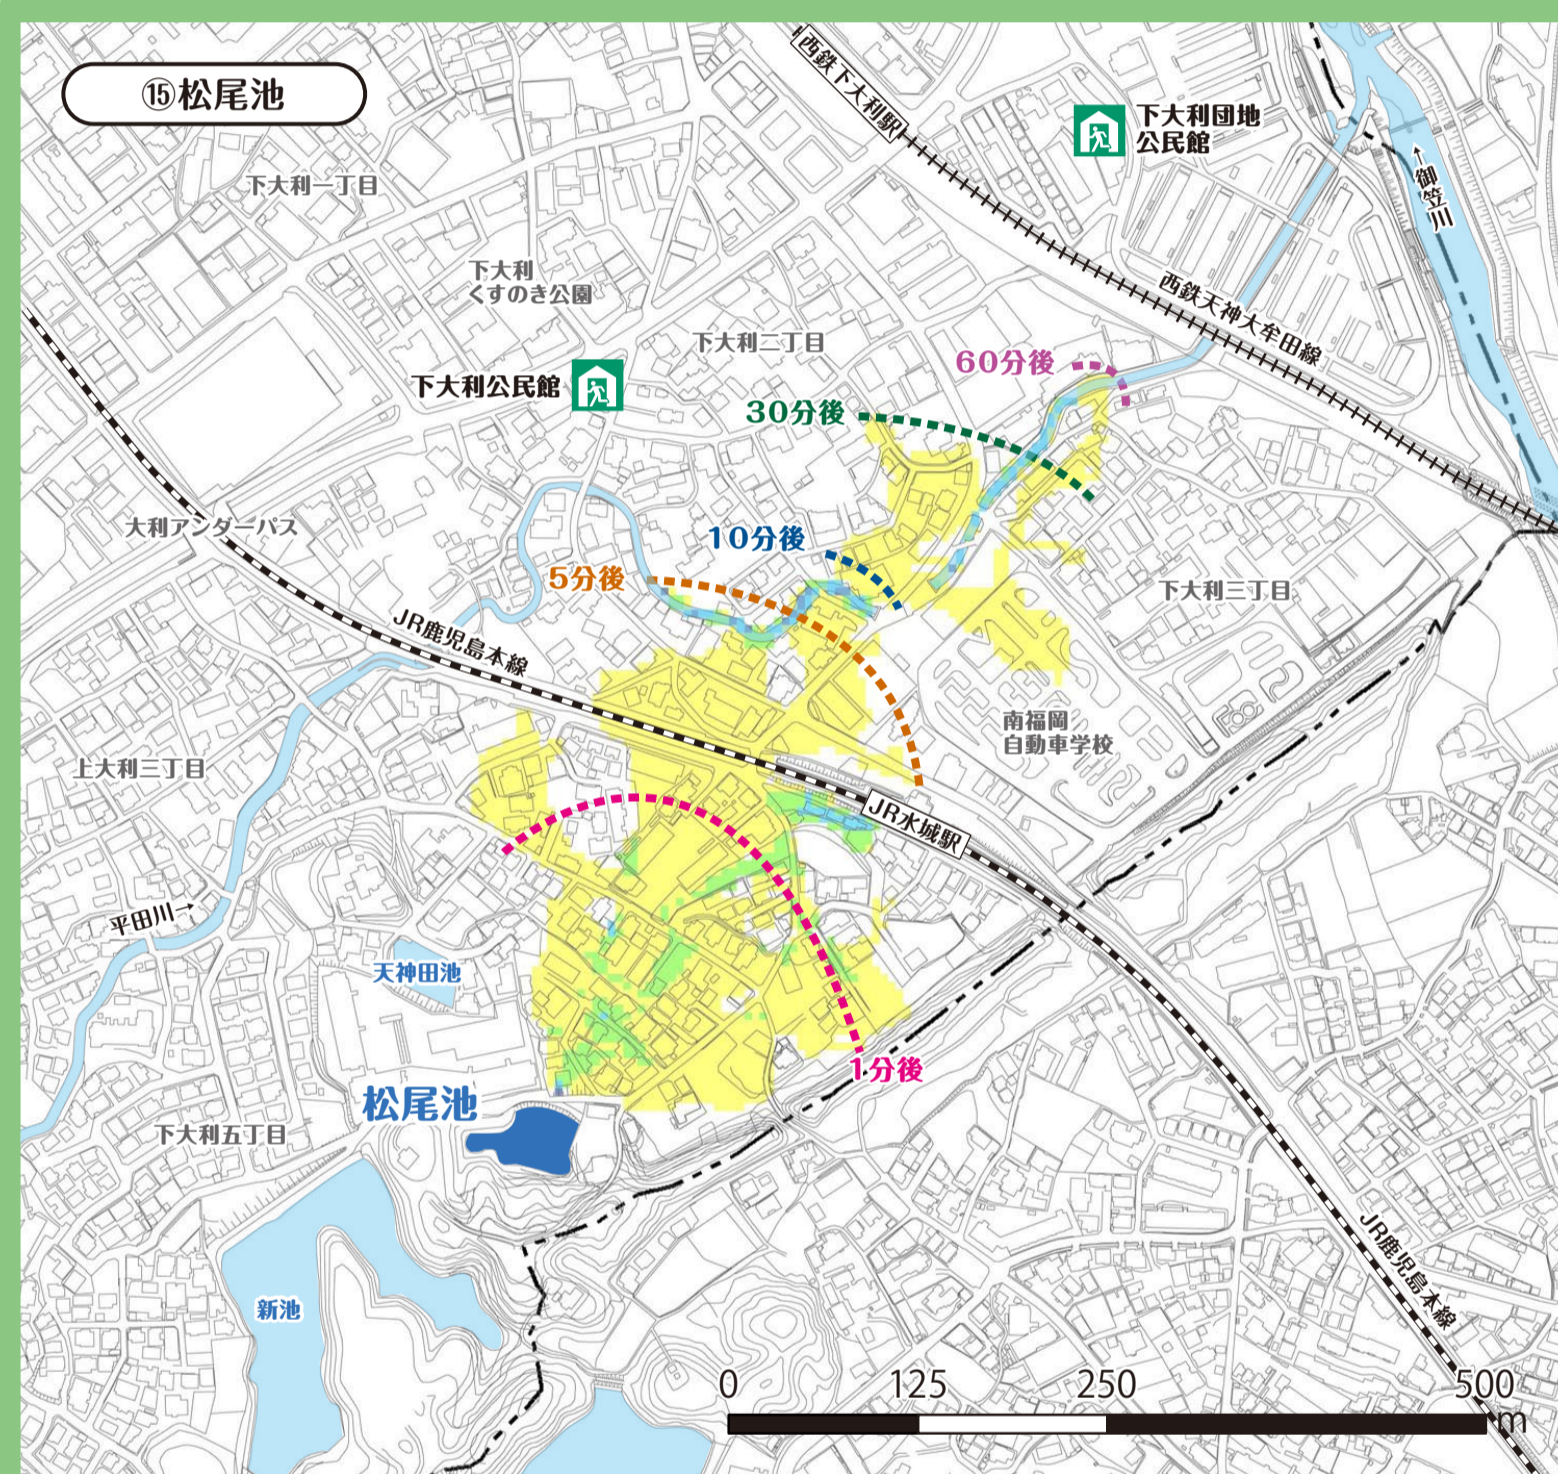 ⑮松尾池
西鉄下大利駅
下大利団地
公民館
←御笠川
下大利一丁目
下大利
くすのき公園
西鉄天神大牟田線
下大利二丁目
60分後
下大利公民館
30分後
大利アンダーパス
10分後
5分後
下大利三丁目
JR鹿児島本線
南福岡
自動車学校
上大利三丁目
JR水城駅
平田川→
天神田池
1分後
松尾池
下大利五丁目
新池
JR鹿児島本線
0 125 250 500
m